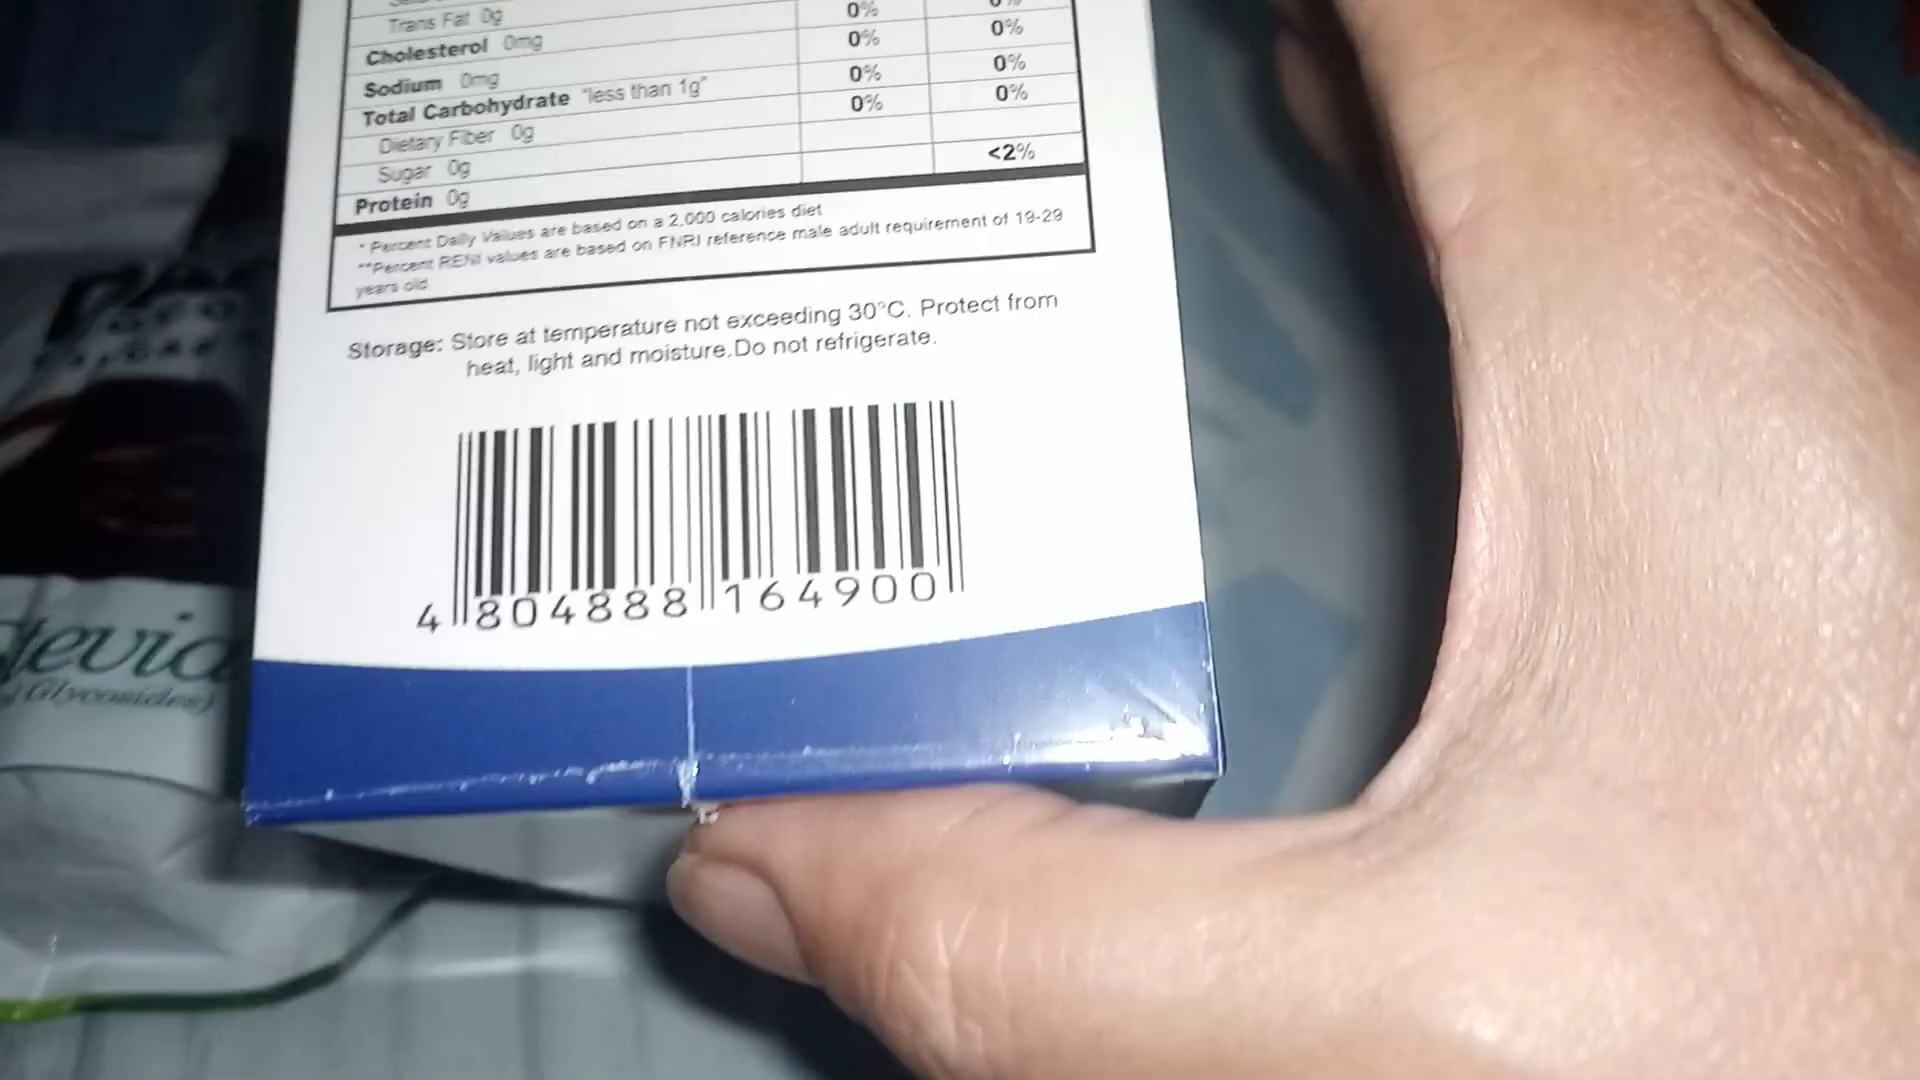 Trans Fat 0g 0%
Cholesterol 0mg 0% 0%
Sodium 0mg 0% 0%
Total Carbohydrate "less than 1g" 0% 0%
Dietary Fiber 0g
Sugar 0g
Protein 0g <2%
* Percent Daily Values are based on a 2,000 calories diet
**Percent RENI values are based on FNRI reference male adult requirement of 19-29
years old
Storage: Store at temperature not exceeding 30°C. Protect from
heat, light and moisture.Do not refrigerate.
4 804888 164900
Stevia
Glycosides)